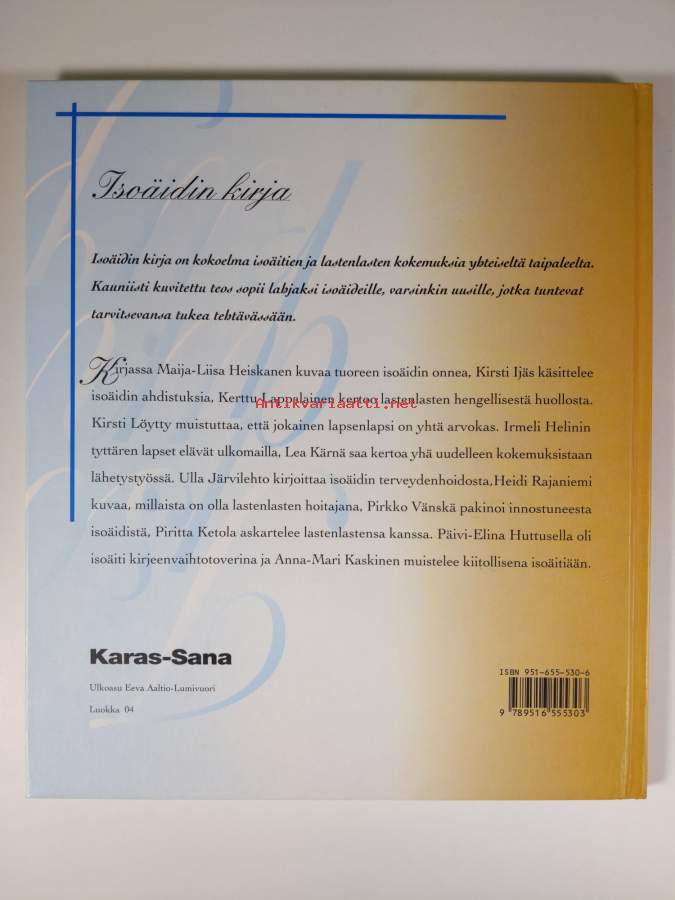 Isoäidin kirja
Isoäidin kirja on kokoelma isoäitien ja lastenlasten kokemuksia yhteiseltä taipaleelta.
Kauniisti kuvitettu teos sopii lahjaksi isoäideille, varsinkin uusille, jotka tuntevat
tarvitsevansa tukea tehtävässään.
Kirjassa Maija-Liisa Heiskanen kuvaa tuoreen isoäidin onnea, Kirsti Ijäs käsittelee
isoäidin ahdistuksia, Kerttu Lappalainen kertoo lastenlasten hengellisestä huollosta.
Antikvariaatti.net
Kirsti Löytty muistuttaa, että jokainen lapsenlapsi on yhtä arvokas. Irmeli Helinin
tyttären lapset elävät ulkomailla, Lea Kärnä saa kertoa yhä uudelleen kokemuksistaan
lähetystyössä. Ulla Järvilehto kirjoittaa isoäidin terveydenhoidosta,Heidi Rajaniemi
kuvaa, millaista on olla lastenlasten hoitajana, Pirkko Vänskä pakinoi innostuneesta
isoäidistä, Piritta Ketola askartelee lastenlastensa kanssa. Päivi-Elina Huttusella oli
isoäiti kirjeenvaihtotoverina ja Anna-Mari Kaskinen muistelee kiitollisena isoäitiään.
Karas-Sana
Ulkoasu Eeva Aaltio-Lumivuori
Luokka 04
ISBN 951-655-530-6
9 789516 555303